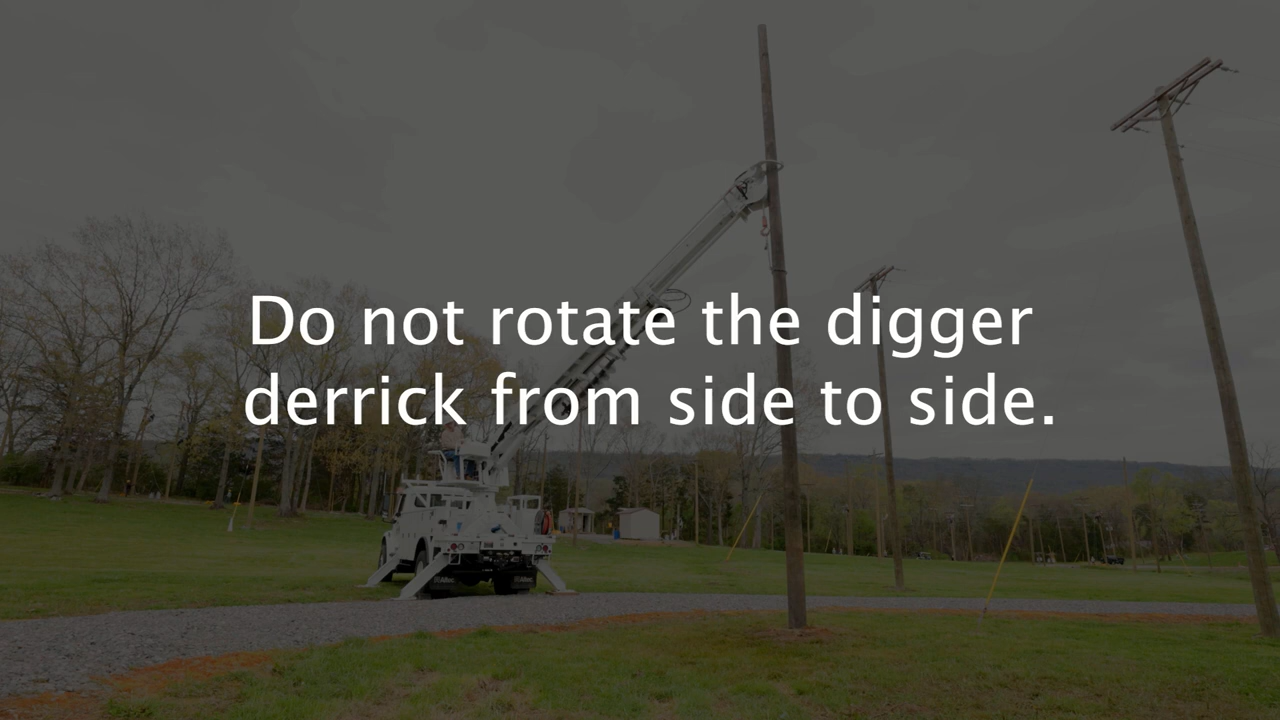 Do not rotate the digger
derrick from side to side.